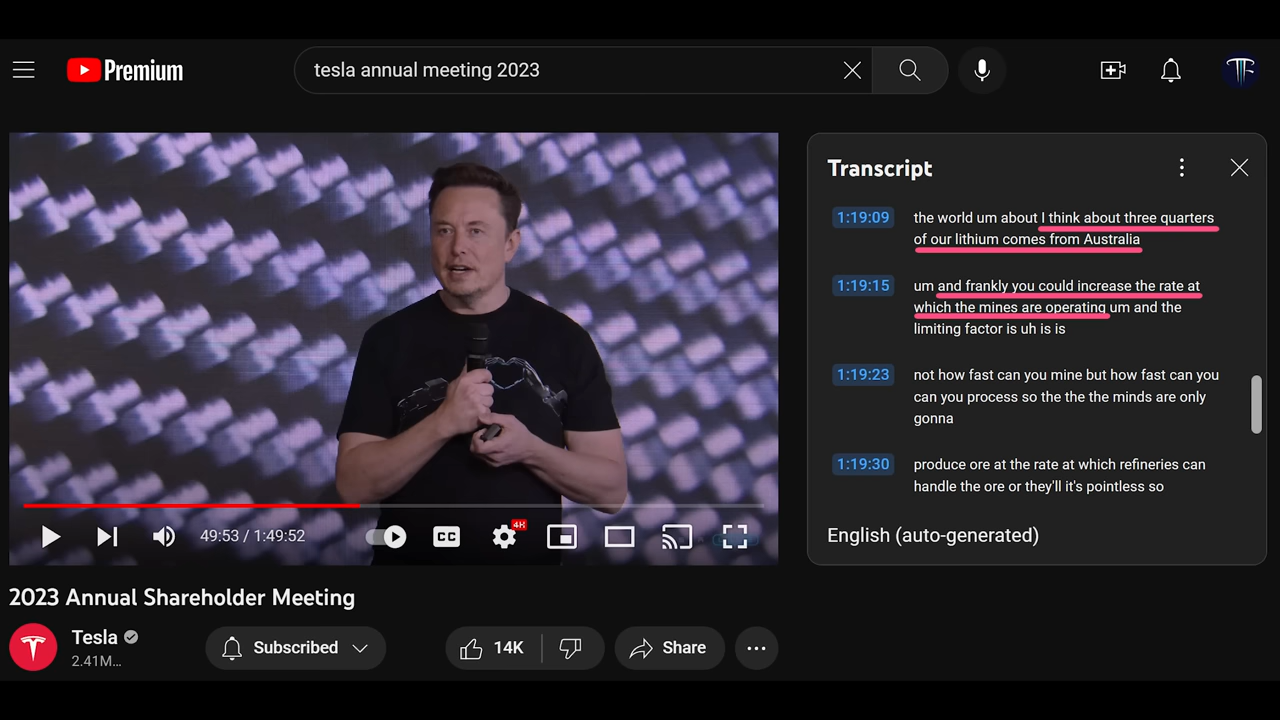 Premium
tesla annual meeting 2023
Transcript
1:19:09
the world um about I think about three quarters
of our lithium comes from Australia
1:19:15
um and frankly you could increase the rate at
which the mines are operating um and the
limiting factor is uh is is
1:19:23
not how fast can you mine but how fast can you
can you process so the the the minds are only
gonna
1:19:30
produce ore at the rate at which refineries can
handle the ore or they'll it's pointless so
English (auto-generated)
49:53 / 1:49:52
CC
4K
2023 Annual Shareholder Meeting
Tesla
2.41M...
Subscribed
14K
Share